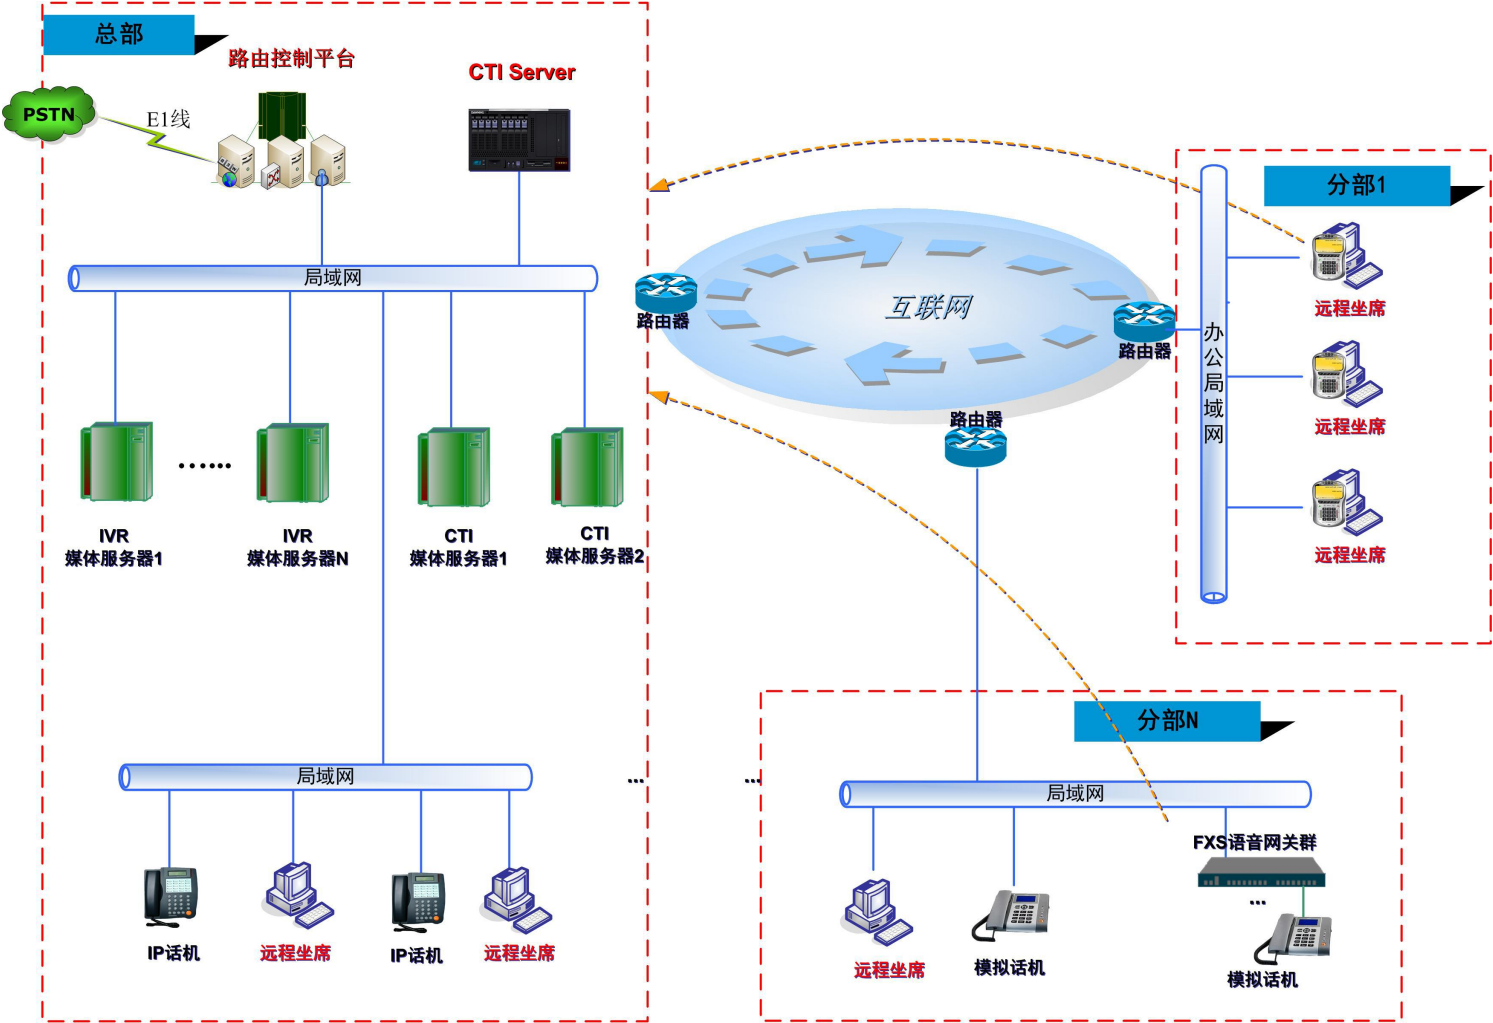 总部
路由控制平台
CTI Server
PSTN
E1线
局域网
路由器
互联网
路由器
路由器
分部1
远程坐席
远程坐席
远程坐席
办公局域网
......
IVR
媒体服务器1
IVR
媒体服务器N
CTI
媒体服务器1
CTI
媒体服务器2
局域网
...
...
IP话机
远程坐席
IP话机
远程坐席
分部N
局域网
FXS语音网关群
...
远程坐席
模拟话机
模拟话机